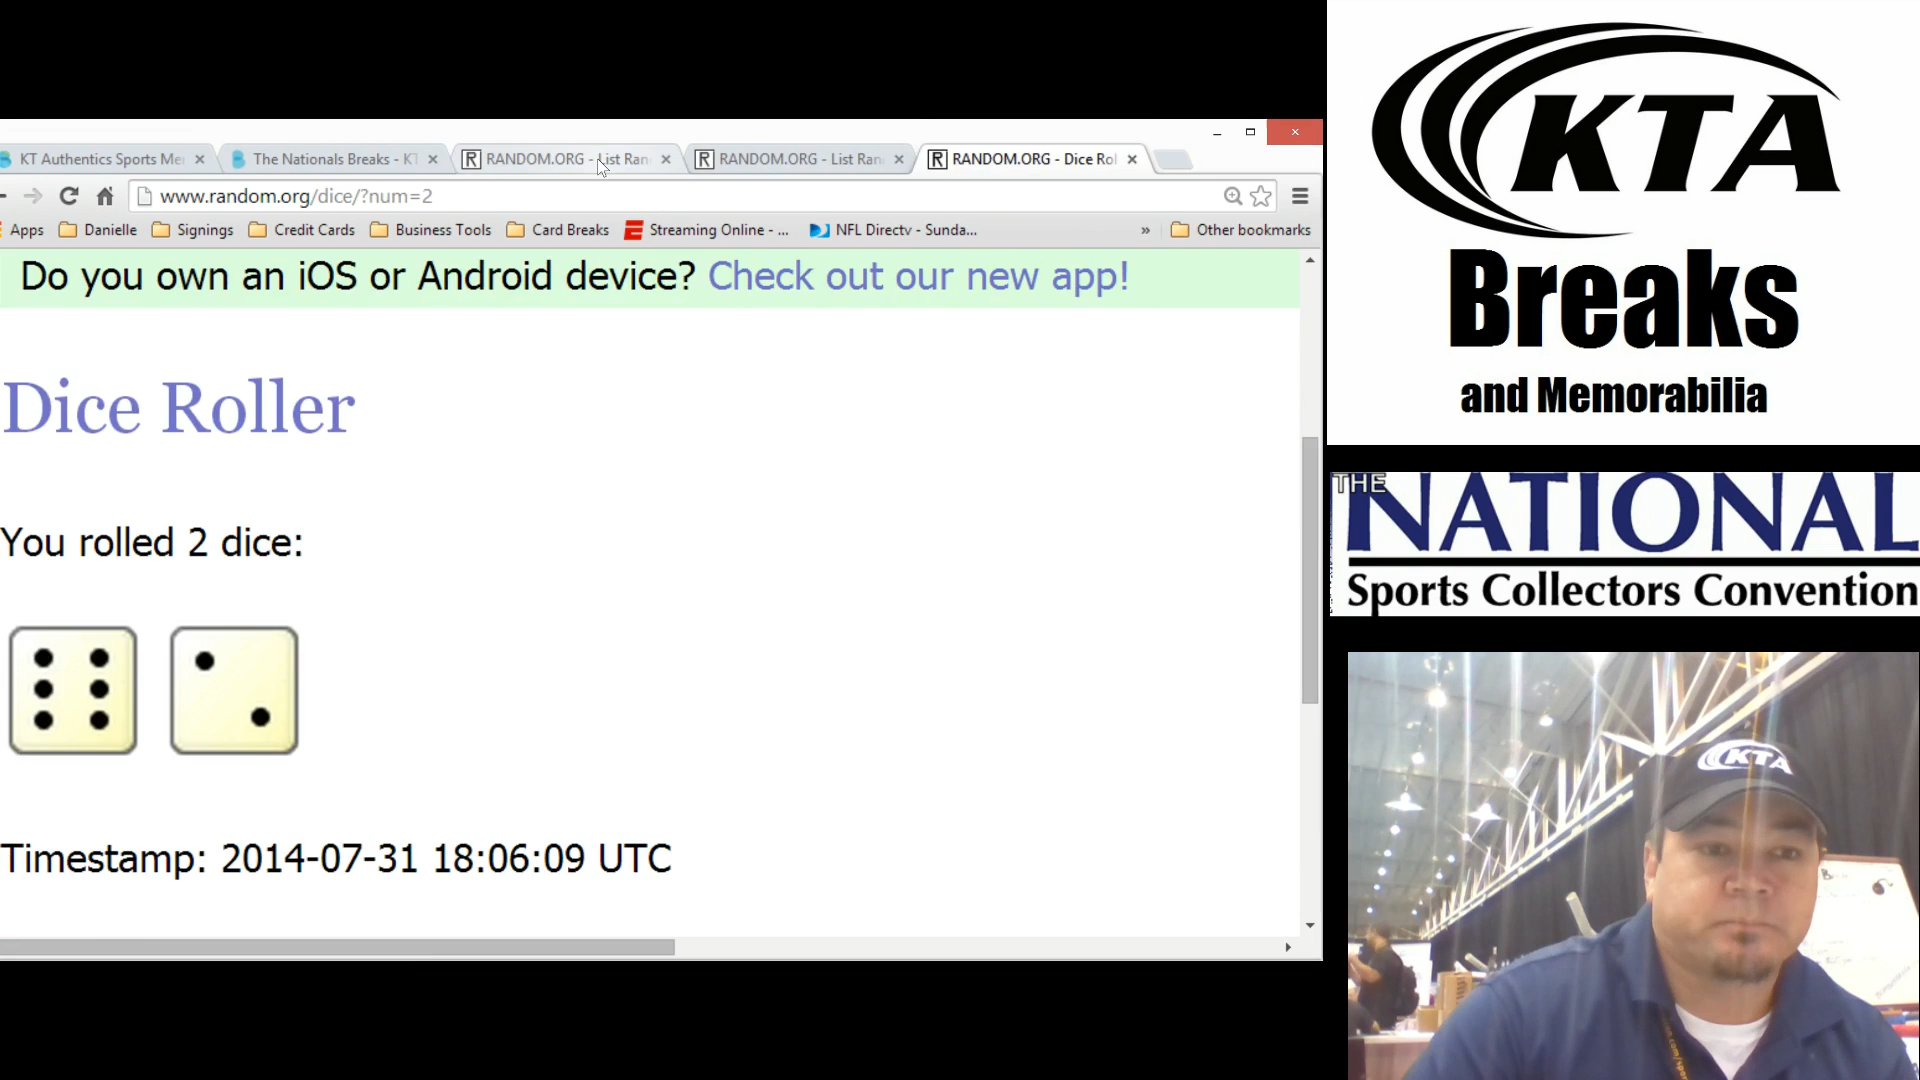 KT Authentics Sports Me
The Nationals Breaks - KT
RANDOM.ORG - List Ran
RANDOM.ORG - List Ran
RANDOM.ORG - Dice Rol
www.random.org/dice/?num=2
Apps
Danielle
Signings
Credit Cards
Business Tools
Card Breaks
Streaming Online - ...
NFL Directv - Sunda...
»
Other bookmarks
Do you own an iOS or Android device? Check out our new app!
Dice Roller
You rolled 2 dice:
Timestamp: 2014-07-31 18:06:09 UTC
KTA
Breaks
and Memorabilia
THE
NATIONAL
Sports Collectors Convention
KTA